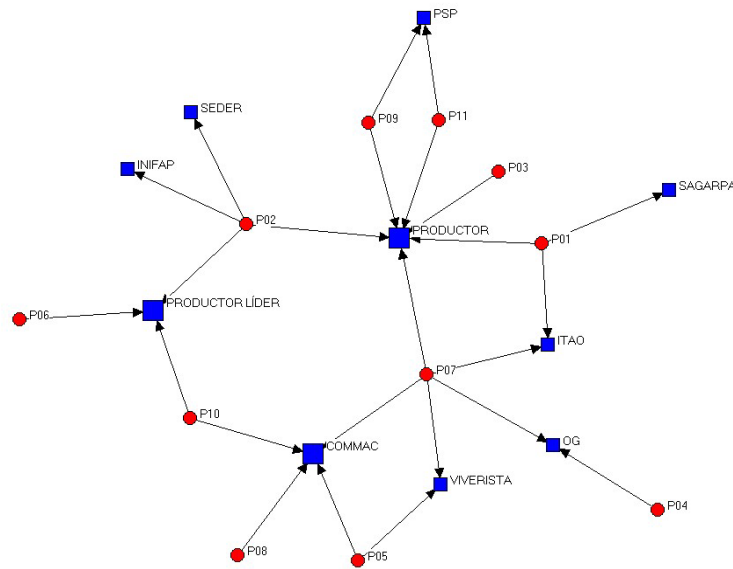 PSP
SEDER
P09
P11
INIFAP
P03
SAGARPA
P02
PRODUCTOR
P01
PRODUCTOR LÍDER
P06
ITAO
P07
P10
COMMAC
OG
VIVERISTA
P04
P08
P05